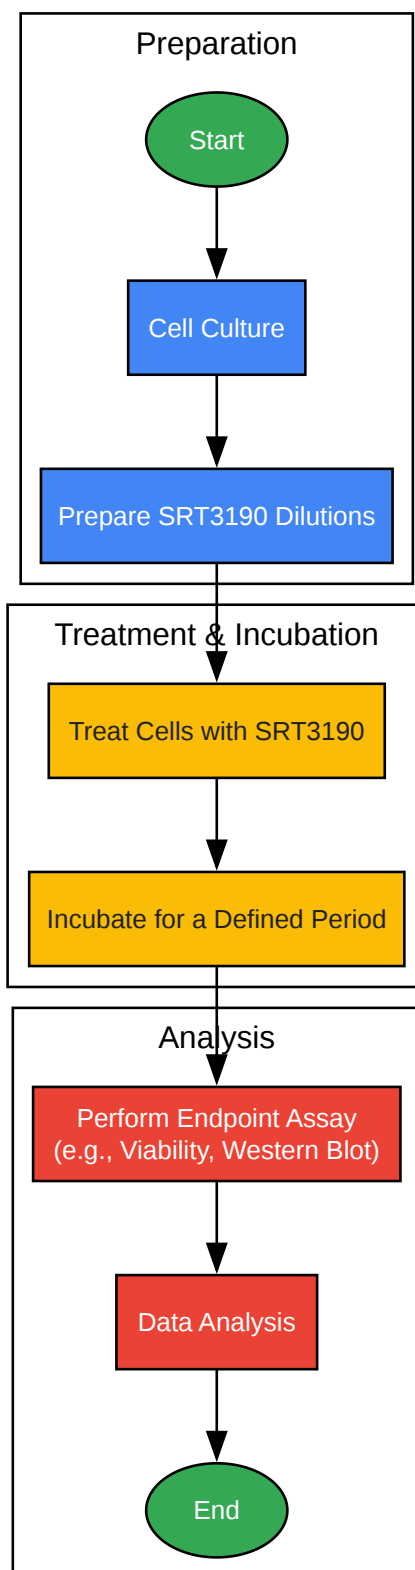 Preparation
Start
Cell Culture
Prepare SRT3190 Dilutions
Treatment & Incubation
Treat Cells with SRT3190
Incubate for a Defined Period
Analysis
Perform Endpoint Assay
(e.g., Viability, Western Blot)
Data Analysis
End